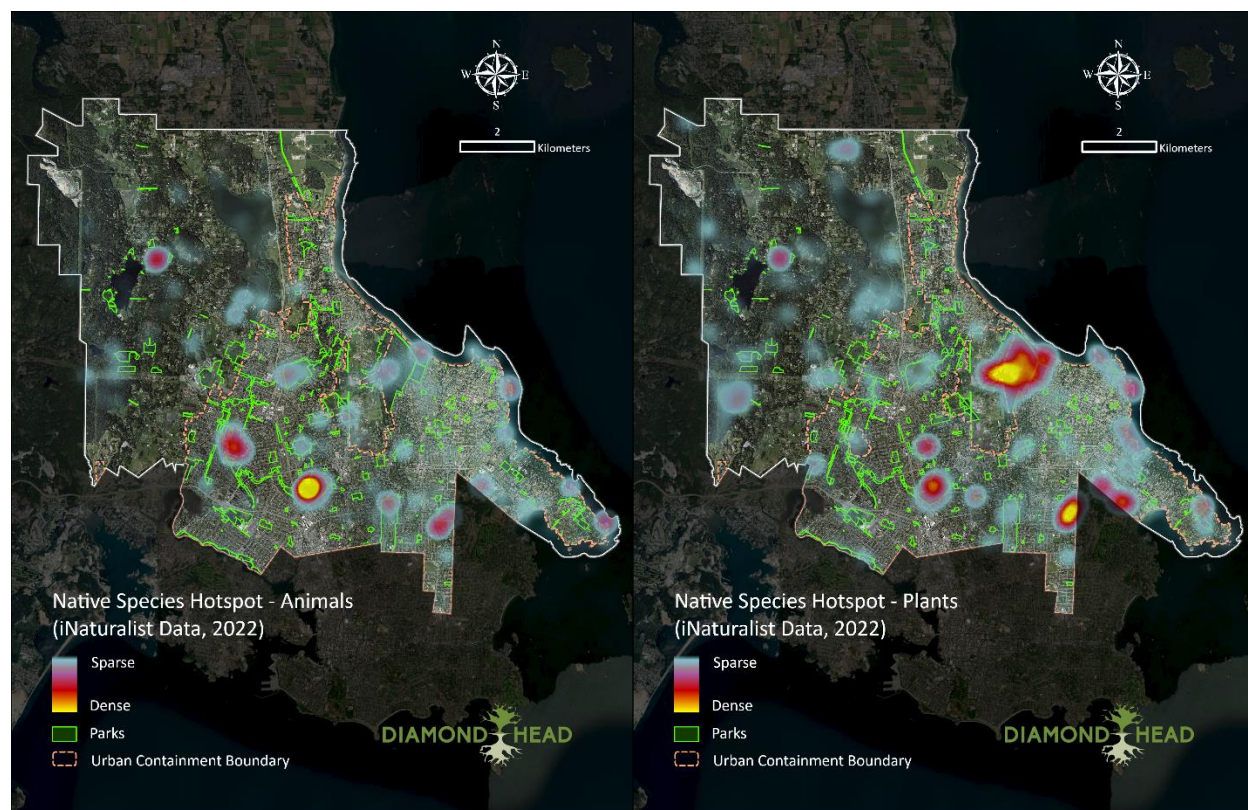 N
W
E
S
2
Kilometers
Native Species Hotspot - Animals
(iNaturalist Data, 2022)
Sparse
Dense
Parks
Urban Containment Boundary
DIAMOND HEAD
N
W
E
S
2
Kilometers
Native Species Hotspot - Plants
(iNaturalist Data, 2022)
Sparse
Dense
Parks
Urban Containment Boundary
DIAMOND HEAD